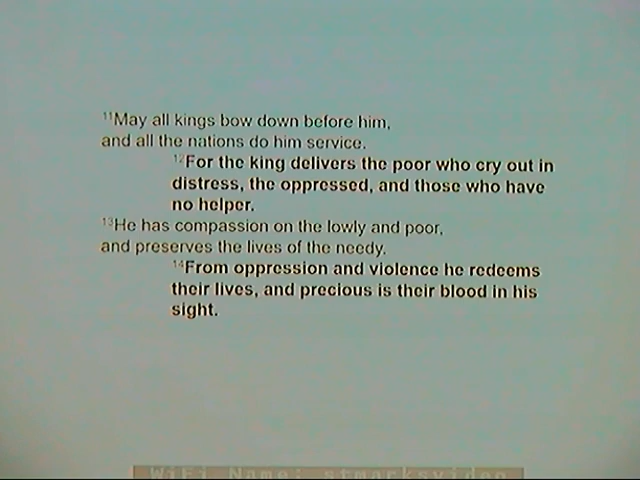 11May all kings bow down before him,
and all the nations do him service.
12For the king delivers the poor who cry out in
distress, the oppressed, and those who have
no helper.
13He has compassion on the lowly and poor,
and preserves the lives of the needy.
14From oppression and violence he redeems
their lives, and precious is their blood in his
sight.
WiFi Name: stmarksvideo